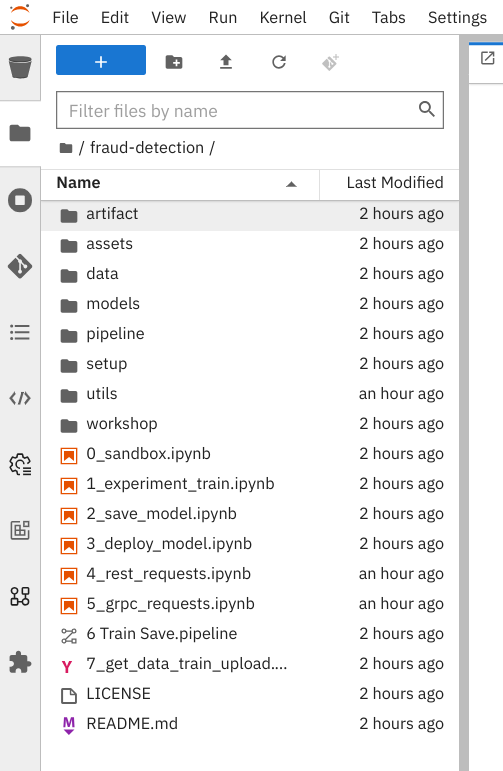 File Edit View Run Kernel Git Tabs Settings
+
Filter files by name
/ fraud-detection /
Name Last Modified
artifact 2 hours ago
assets 2 hours ago
data 2 hours ago
models 2 hours ago
pipeline 2 hours ago
setup 2 hours ago
utils an hour ago
workshop 2 hours ago
0_sandbox.ipynb 2 hours ago
1_experiment_train.ipynb 2 hours ago
2_save_model.ipynb 2 hours ago
3_deploy_model.ipynb 2 hours ago
4_rest_requests.ipynb an hour ago
5_grpc_requests.ipynb an hour ago
6 Train Save.pipeline 2 hours ago
Y 7_get_data_train_upload.... 2 hours ago
LICENSE 2 hours ago
M README.md 2 hours ago